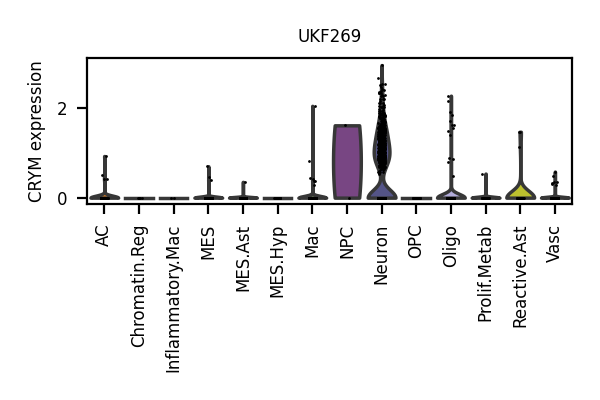 UKF269
CRYM expression
2
0
AC
Chromatin.Reg
Inflammatory.Mac
MES
MES.Ast
MES.Hyp
Mac
NPC
Neuron
OPC
Oligo
Prolif.Metab
Reactive.Ast
Vasc